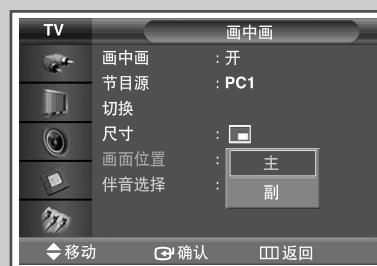 TV 画中画
画中画 : 开
节目源 : PC1
切换
尺寸 :
画面位置 :
伴音选择 :
主
副
移动 确认 返回